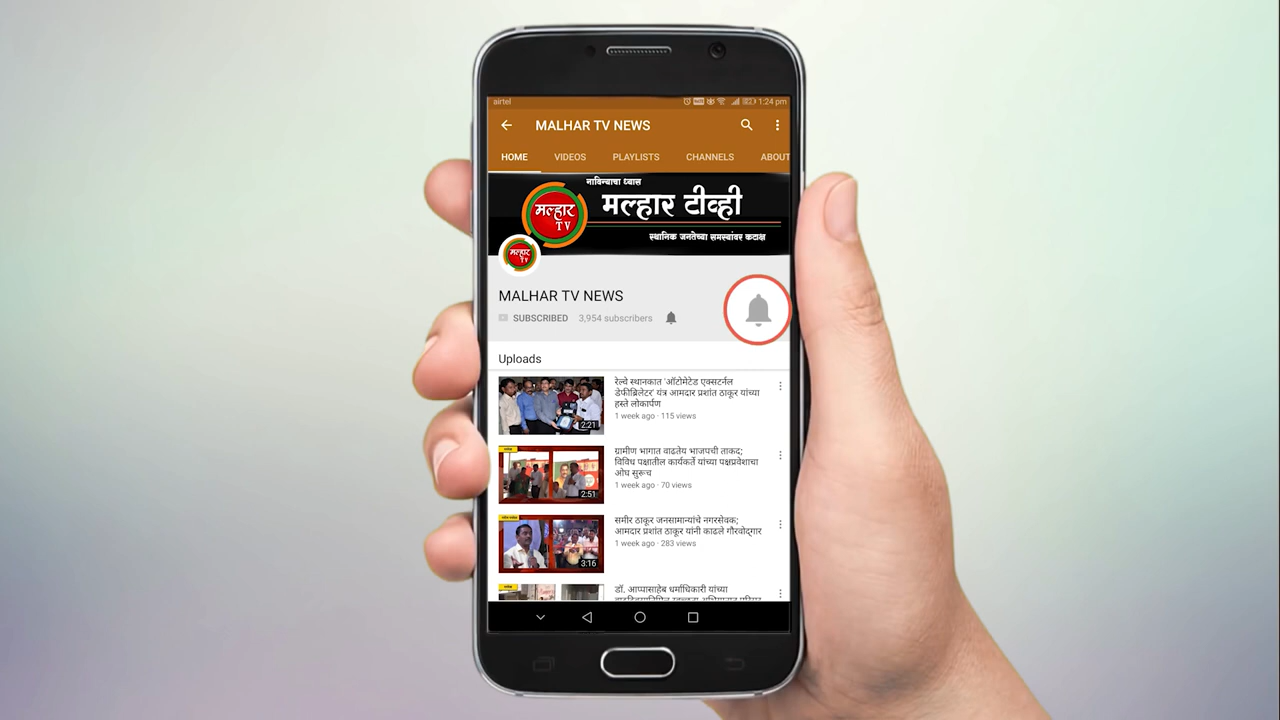 airtel
1:24 pm
MALHAR TV NEWS
HOME VIDEOS PLAYLISTS CHANNELS ABOUT
नाविन्याचा ध्यास
मल्हार TV
मल्हार टीव्ही
स्थानिक जनतेच्या समस्यांवर कटाक्ष
मल्हार TV
MALHAR TV NEWS
SUBSCRIBED 3,954 subscribers
Uploads
रेल्वे स्थानकात 'ऑटोमेटेड एक्सटर्नल
डेफीब्रिलेटर' यंत्र आमदार प्रशांत ठाकूर यांच्या
हस्ते लोकार्पण
1 week ago · 115 views
2:21
ग्रामीण भागात वाढतेय भाजपची ताकद;
विविध पक्षातील कार्यकर्ते यांच्या पक्षप्रवेशाचा
ओघ सुरूच
1 week ago · 70 views
2:51
समीर ठाकूर जनसामान्यांचे नगरसेवक;
आमदार प्रशांत ठाकूर यांनी काढले गौरवोद्गार
1 week ago · 283 views
3:16
डॉ. आप्पासाहेब धर्माधिकारी यांच्या